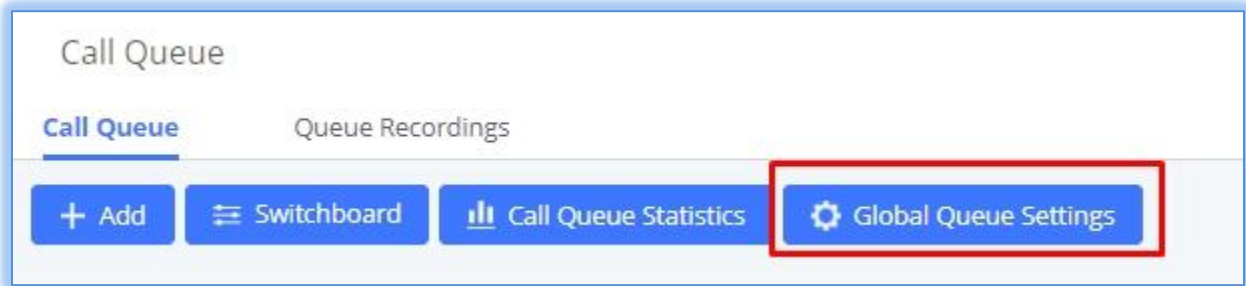 Call Queue
Call Queue Queue Recordings
+ Add Switchboard Call Queue Statistics Global Queue Settings